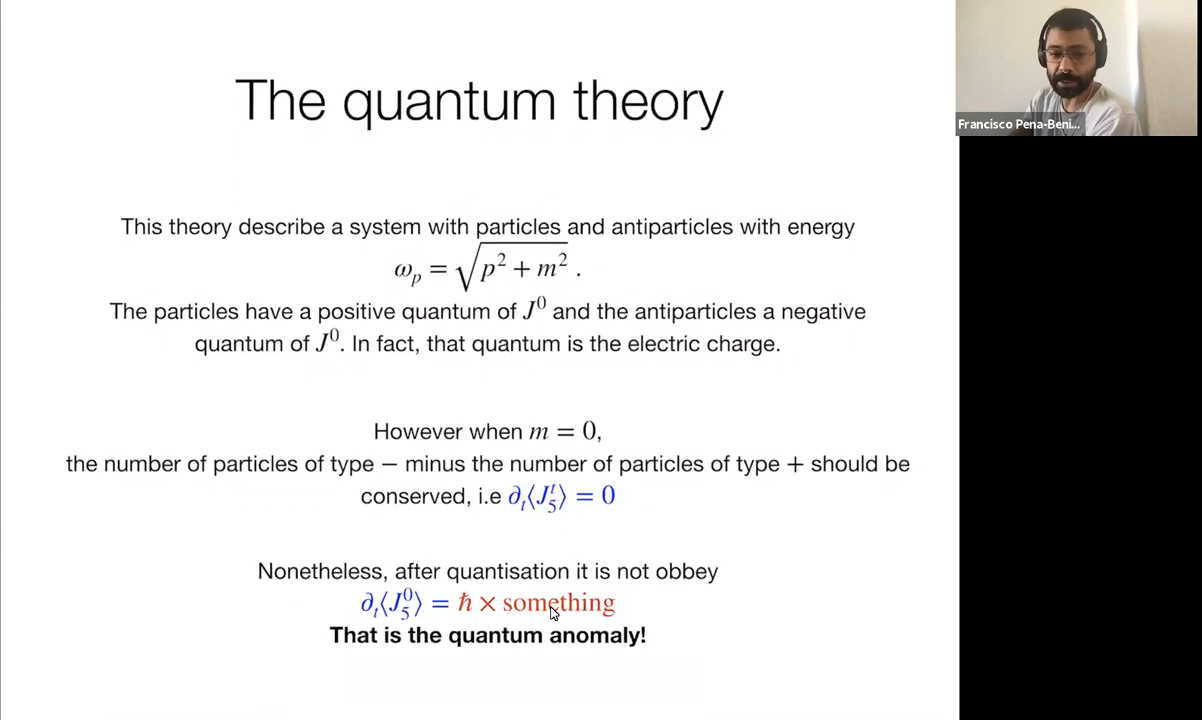 The quantum theory
Francisco Pena-Beni...
This theory describe a system with particles and antiparticles with energy
ωₚ = √(p² + m²) .
The particles have a positive quantum of J⁰ and the antiparticles a negative
quantum of J⁰. In fact, that quantum is the electric charge.
However when m = 0,
the number of particles of type − minus the number of particles of type + should be
conserved, i.e ∂ₜ⟨J₅ᵗ⟩ = 0
Nonetheless, after quantisation it is not obbey
∂ₜ⟨J₅⁰⟩ = ℏ × something
That is the quantum anomaly!